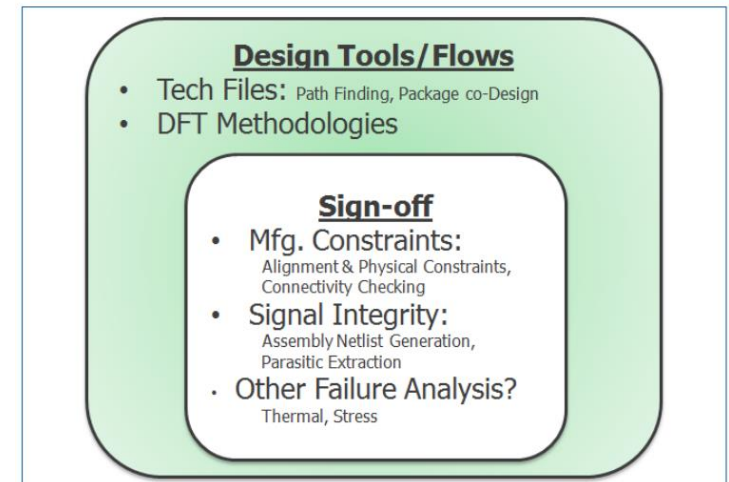 Design Tools/Flows
• Tech Files: Path Finding, Package co-Design
• DFT Methodologies
Sign-off
• Mfg. Constraints:
Alignment & Physical Constraints,
Connectivity Checking
• Signal Integrity:
Assembly Netlist Generation,
Parasitic Extraction
• Other Failure Analysis?
Thermal, Stress